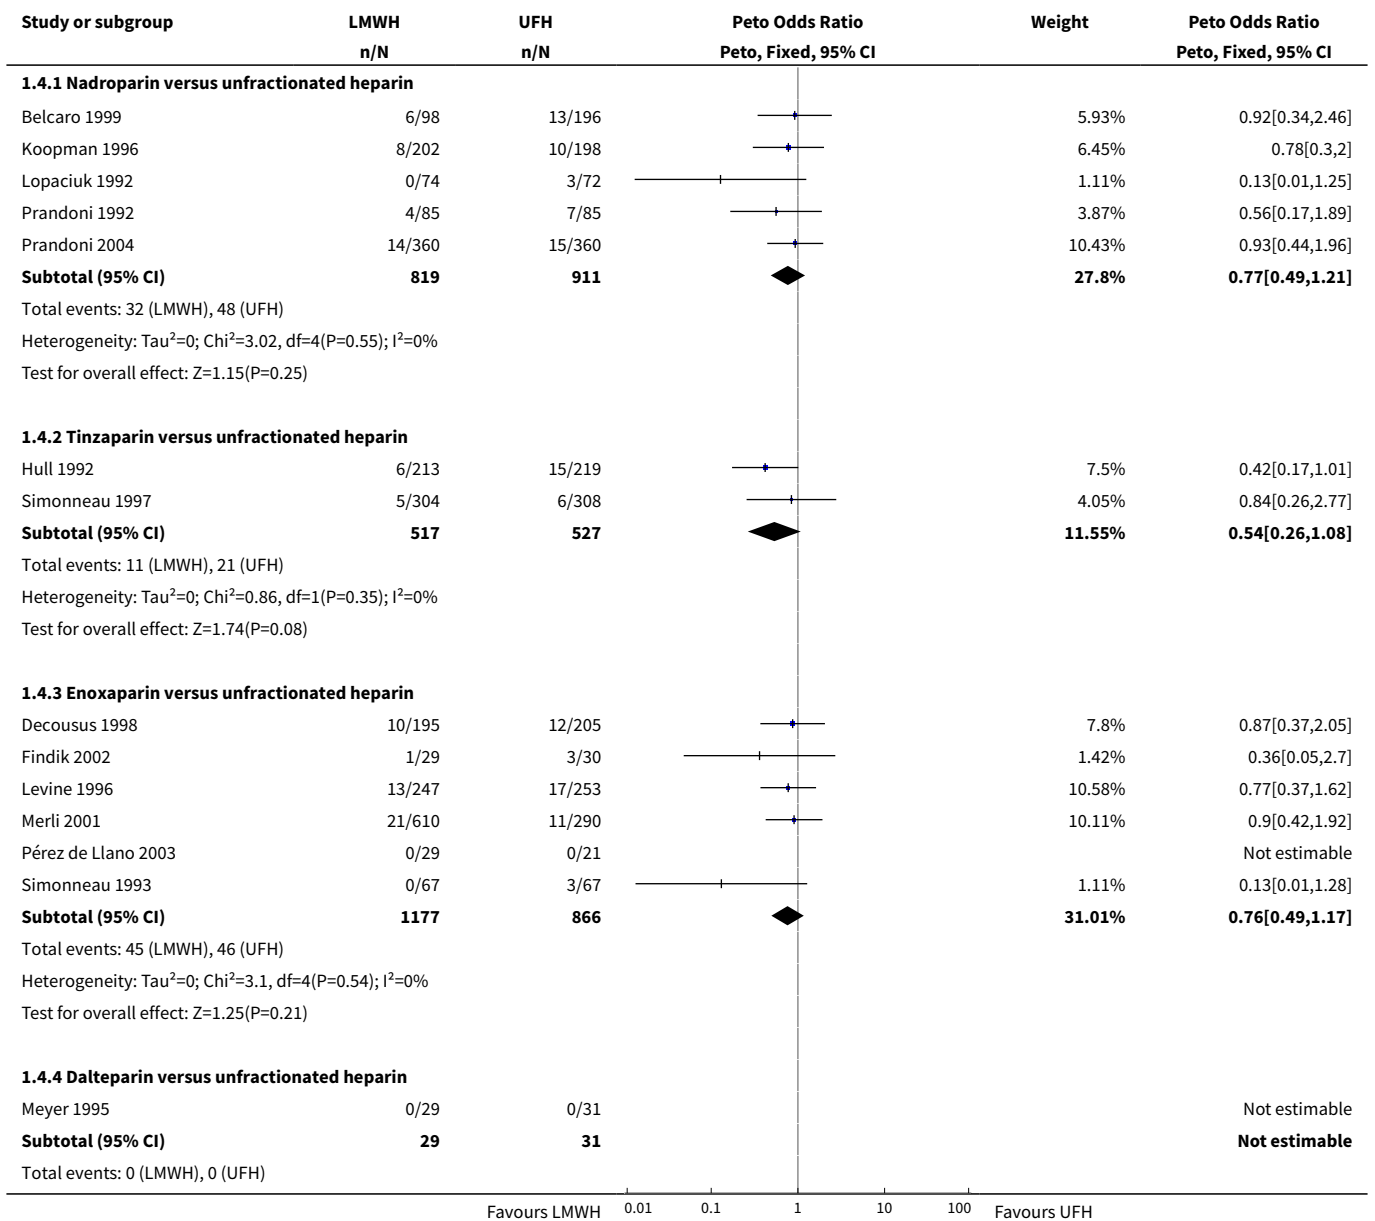 Study or subgroup LMWH UFH Peto Odds Ratio Weight Peto Odds Ratio
n/N n/N Peto, Fixed, 95% CI Peto, Fixed, 95% CI
1.4.1 Nadroparin versus unfractionated heparin
Belcaro 1999 6/98 13/196 5.93% 0.92[0.34,2.46]
Koopman 1996 8/202 10/198 6.45% 0.78[0.3,2]
Lopaciuk 1992 0/74 3/72 1.11% 0.13[0.01,1.25]
Prandoni 1992 4/85 7/85 3.87% 0.56[0.17,1.89]
Prandoni 2004 14/360 15/360 10.43% 0.93[0.44,1.96]
Subtotal (95% CI) 819 911 27.8% 0.77[0.49,1.21]
Total events: 32 (LMWH), 48 (UFH)
Heterogeneity: Tau²=0; Chi²=3.02, df=4(P=0.55); I²=0%
Test for overall effect: Z=1.15(P=0.25)
1.4.2 Tinzaparin versus unfractionated heparin
Hull 1992 6/213 15/219 7.5% 0.42[0.17,1.01]
Simonneau 1997 5/304 6/308 4.05% 0.84[0.26,2.77]
Subtotal (95% CI) 517 527 11.55% 0.54[0.26,1.08]
Total events: 11 (LMWH), 21 (UFH)
Heterogeneity: Tau²=0; Chi²=0.86, df=1(P=0.35); I²=0%
Test for overall effect: Z=1.74(P=0.08)
1.4.3 Enoxaparin versus unfractionated heparin
Decousus 1998 10/195 12/205 7.8% 0.87[0.37,2.05]
Findik 2002 1/29 3/30 1.42% 0.36[0.05,2.7]
Levine 1996 13/247 17/253 10.58% 0.77[0.37,1.62]
Merli 2001 21/610 11/290 10.11% 0.9[0.42,1.92]
Pérez de Llano 2003 0/29 0/21 Not estimable
Simonneau 1993 0/67 3/67 1.11% 0.13[0.01,1.28]
Subtotal (95% CI) 1177 866 31.01% 0.76[0.49,1.17]
Total events: 45 (LMWH), 46 (UFH)
Heterogeneity: Tau²=0; Chi²=3.1, df=4(P=0.54); I²=0%
Test for overall effect: Z=1.25(P=0.21)
1.4.4 Dalteparin versus unfractionated heparin
Meyer 1995 0/29 0/31 Not estimable
Subtotal (95% CI) 29 31 Not estimable
Total events: 0 (LMWH), 0 (UFH)
Favours LMWH 0.01 0.1 1 10 100 Favours UFH